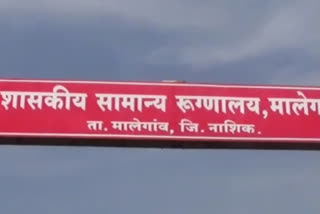 शासकीय सामान्य रूग्णालय, मालेग
ता. मालेगांव, जि. नाशिक.